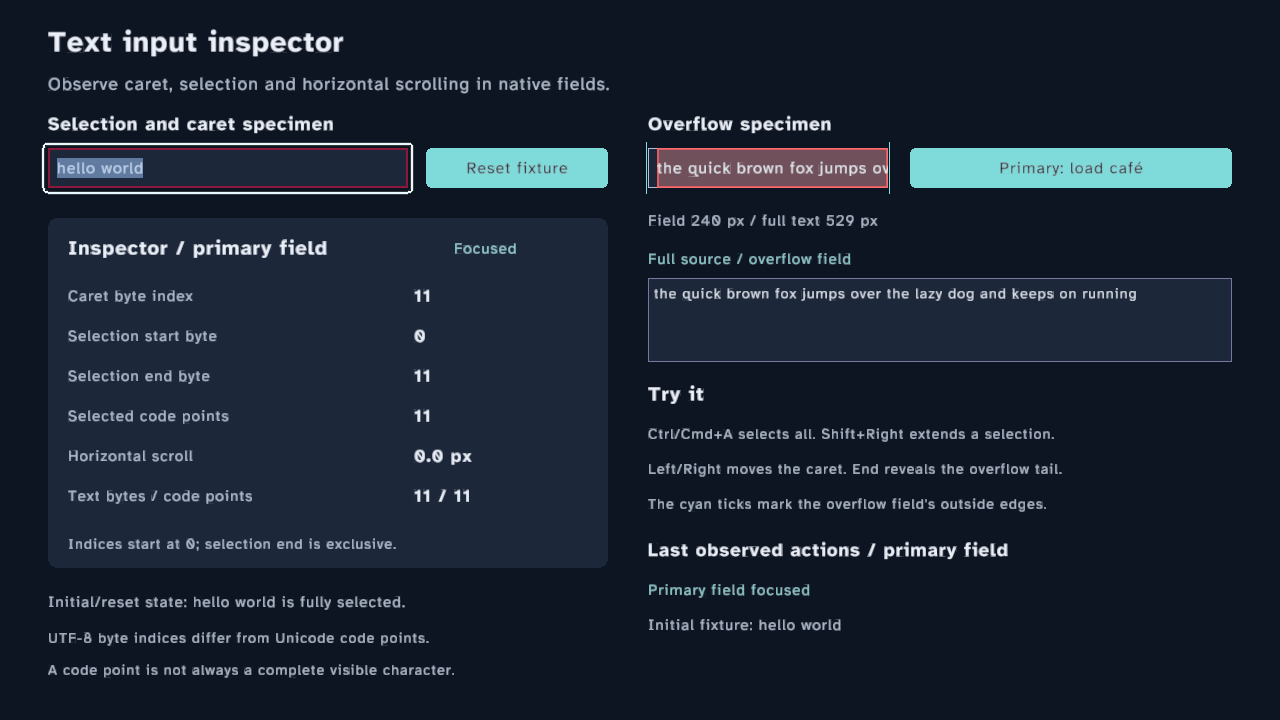 Text input inspector
Observe caret, selection and horizontal scrolling in native fields.
Selection and caret specimen
hello world
Reset fixture
Inspector / primary field
Focused
Caret byte index 11
Selection start byte 0
Selection end byte 11
Selected code points 11
Horizontal scroll 0.0 px
Text bytes / code points 11 / 11
Indices start at 0; selection end is exclusive.
Initial/reset state: hello world is fully selected.
UTF-8 byte indices differ from Unicode code points.
A code point is not always a complete visible character.
Overflow specimen
the quick brown fox jumps ov
Primary: load café
Field 240 px / full text 529 px
Full source / overflow field
the quick brown fox jumps over the lazy dog and keeps on running
Try it
Ctrl/Cmd+A selects all. Shift+Right extends a selection.
Left/Right moves the caret. End reveals the overflow tail.
The cyan ticks mark the overflow field's outside edges.
Last observed actions / primary field
Primary field focused
Initial fixture: hello world